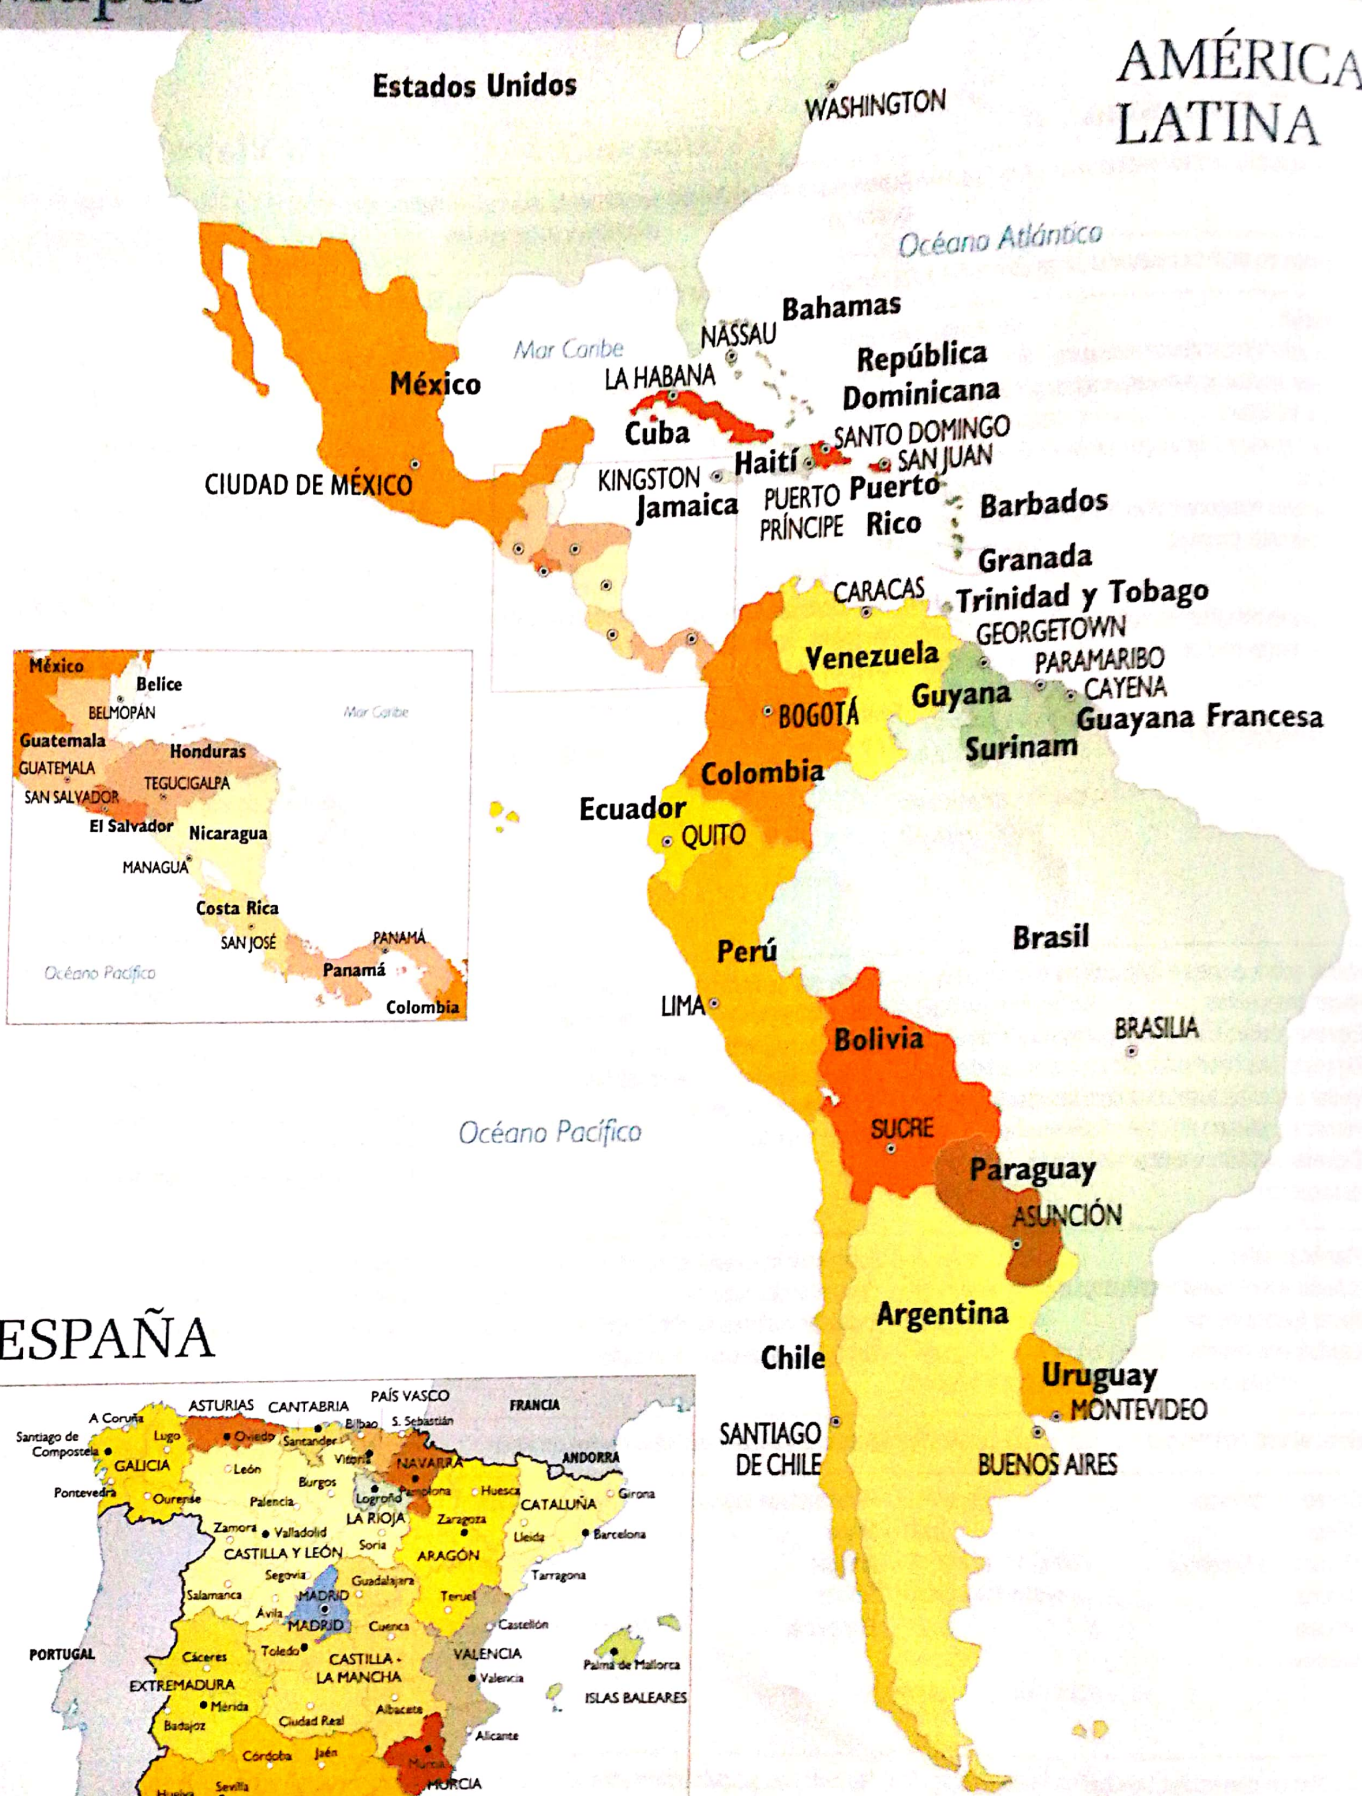 Mapas
AMÉRICA
LATINA
Estados Unidos
WASHINGTON
Océano Atlántico
Bahamas
NASSAU
Mar Caribe
República
Dominicana
LA HABANA
México
Cuba
SANTO DOMINGO
Haití
SAN JUAN
KINGSTON
CIUDAD DE MÉXICO
Jamaica
PUERTO
PRÍNCIPE
Puerto
Rico
Barbados
Granada
CARACAS
Trinidad y Tobago
GEORGETOWN
Venezuela
PARAMARIBO
CAYENA
Guyana
Guayana Francesa
Surinam
BOGOTÁ
Colombia
Ecuador
QUITO
Perú
Brasil
LIMA
BRASILIA
Bolivia
SUCRE
Océano Pacífico
Paraguay
ASUNCIÓN
Argentina
Chile
Uruguay
MONTEVIDEO
SANTIAGO
DE CHILE
BUENOS AIRES
México
Belice
BELMOPÁN
Mar Caribe
Guatemala
Honduras
GUATEMALA
TEGUCIGALPA
SAN SALVADOR
El Salvador
Nicaragua
MANAGUA
Costa Rica
SAN JOSÉ
PANAMÁ
Panamá
Océano Pacífico
Colombia
ESPAÑA
ASTURIAS
CANTABRIA
PAÍS VASCO
FRANCIA
A Coruña
Santiago de
Compostela
Lugo
Oviedo
Santander
Bilbao
S. Sebastián
GALICIA
León
Vitoria
NAVARRA
ANDORRA
Pontevedra
Ourense
Burgos
Palencia
Logroño
Pamplona
Huesca
Girona
CATALUÑA
LA RIOJA
Zaragoza
Zamora
Valladolid
Lleida
Barcelona
CASTILLA Y LEÓN
Soria
ARAGÓN
Segovia
Guadalajara
Tarragona
Salamanca
MADRID
Teruel
Ávila
MADRID
Cuenca
Castellón
PORTUGAL
Cáceres
Toledo
CASTILLA -
LA MANCHA
VALENCIA
Valencia
Palma de Mallorca
EXTREMADURA
ISLAS BALEARES
Mérida
Albacete
Badajoz
Ciudad Real
Alicante
Córdoba
Jaén
Murcia
MURCIA
Sevilla
Huelva